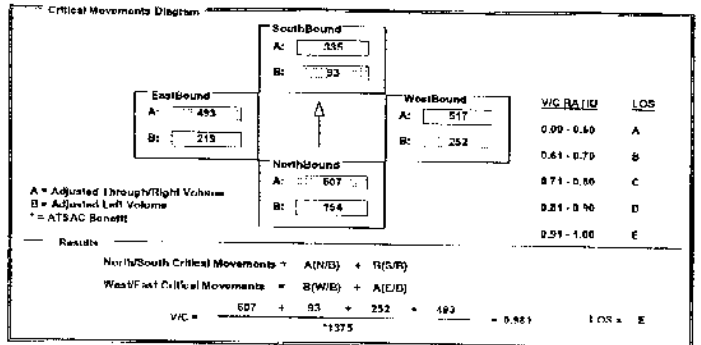 Critical Movements Diagram
SouthBound
A: 335
B: 93
EastBound
A: 493
B: 219
WestBound
A: 517
B: 252
NorthBound
A: 607
B: 154
V/C RATIO LOS
0.00 - 0.60 A
0.61 - 0.70 B
0.71 - 0.80 C
0.81 - 0.90 D
0.91 - 1.00 E
A = Adjusted Through/Right Volume
B = Adjusted Left Volume
* = ATSAC Benefit
Results
North/South Critical Movements = A(N/B) + B(S/B)
West/East Critical Movements = B(W/B) + A(E/B)
V/C = 607 + 93 + 252 + 493 = 0.981 LOS = E
*1375